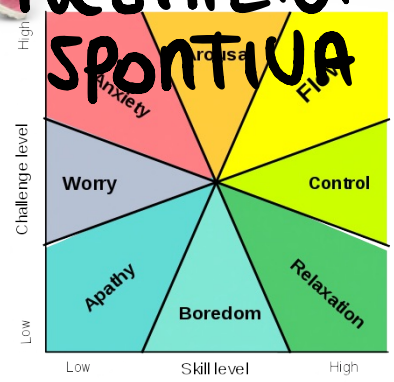 SPONTIVA
High
Arousal
Flow
Anxiety
Challenge level
Worry
Control
Apathy
Relaxation
Boredom
Low
Low
Skill level
High